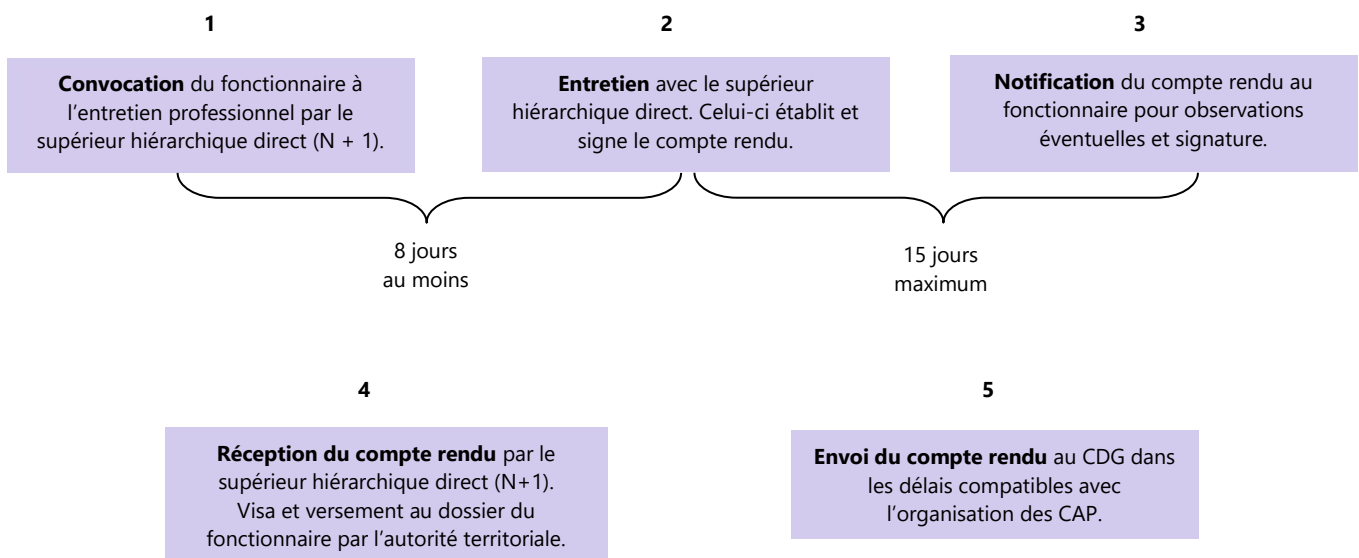 1
Convocation du fonctionnaire à
l'entretien professionnel par le
supérieur hiérarchique direct (N + 1).
2
Entretien avec le supérieur
hiérarchique direct. Celui-ci établit et
signe le compte rendu.
3
Notification du compte rendu au
fonctionnaire pour observations
éventuelles et signature.
8 jours
au moins
15 jours
maximum
4
Réception du compte rendu par le
supérieur hiérarchique direct (N+1).
Visa et versement au dossier du
fonctionnaire par l'autorité territoriale.
5
Envoi du compte rendu au CDG dans
les délais compatibles avec
l'organisation des CAP.